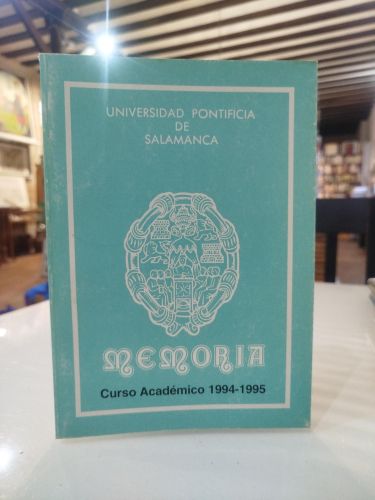 UNIVERSIDAD PONTIFICIA
DE
SALAMANCA
MEMORIA
Curso Académico 1994-1995